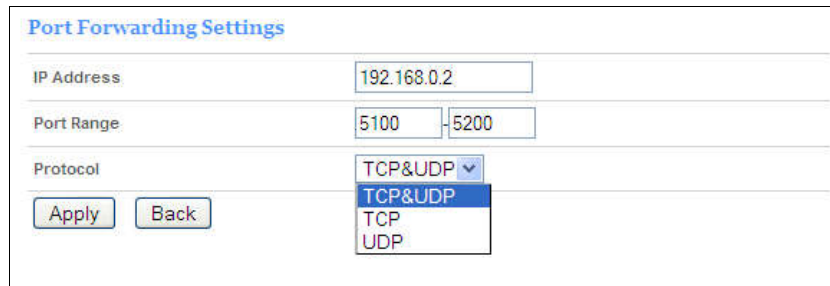 Port Forwarding Settings
IP Address 192.168.0.2
Port Range 5100 - 5200
Protocol TCP&UDP
TCP&UDP
TCP
UDP
Apply Back